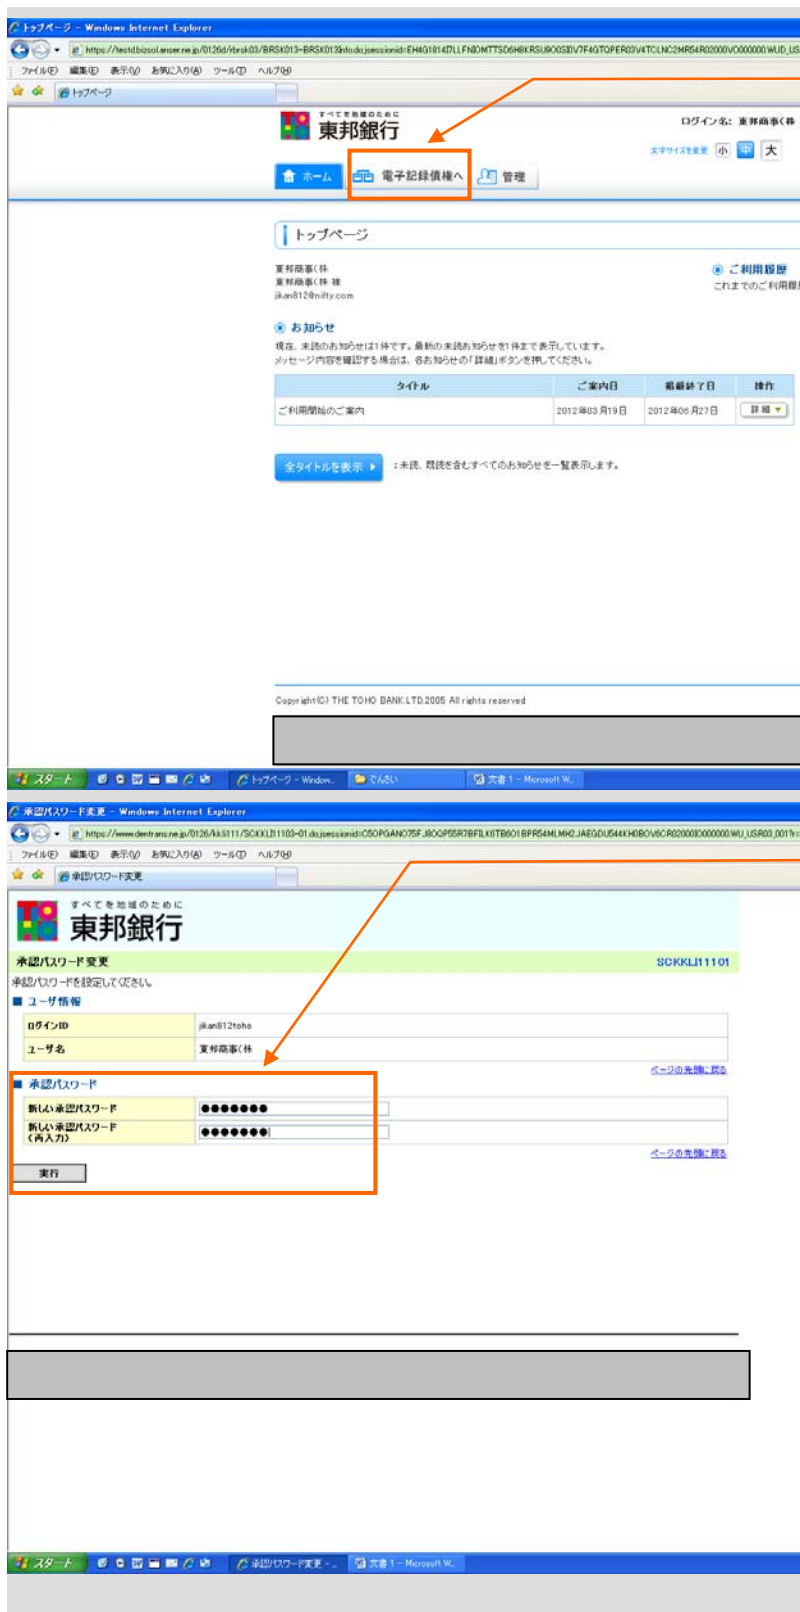 トップページ - Windows Internet Explorer
ファイル(F) 編集(E) 表示(V) お気に入り(A) ツール(T) ヘルプ(H)
トップページ
すべてを地域のために
東邦銀行
ログイン名: 東邦商事(株
文字サイズを変更 小 中 大
ホーム 電子記録債権へ 管理
トップページ
東邦商事(株
東邦商事(株 様
jikan812@nifty.com
ご利用履歴
これまでのご利用履
お知らせ
現在、未読のお知らせは1件です。最新の未読お知らせを1件まで表示しています。
メッセージ内容を確認する場合は、各お知らせの「詳細」ボタンを押してください。
タイトル ご案内日 掲載終了日 操作
ご利用開始のご案内 2012年03月19日 2012年06月27日 詳細
全タイトルを表示 :未読、既読を含むすべてのお知らせを一覧表示します。
Copyright(C) THE TOHO BANK.LTD.2005 All rights reserved
スタート トップページ - Window... でんさい 文書 1 - Microsoft W...
承認パスワード変更 - Windows Internet Explorer
ファイル(F) 編集(E) 表示(V) お気に入り(A) ツール(T) ヘルプ(H)
承認パスワード変更
すべてを地域のために
東邦銀行
承認パスワード変更 SCKKLI11101
承認パスワードを設定してください。
■ ユーザ情報
ログインID jikan812toho
ユーザ名 東邦商事(株
ページの先頭に戻る
■ 承認パスワード
新しい承認パスワード ●●●●●●●
新しい承認パスワード
(再入力) ●●●●●●●
ページの先頭に戻る
実行
スタート 承認パスワード変更 - ... 文書 1 - Microsoft W...